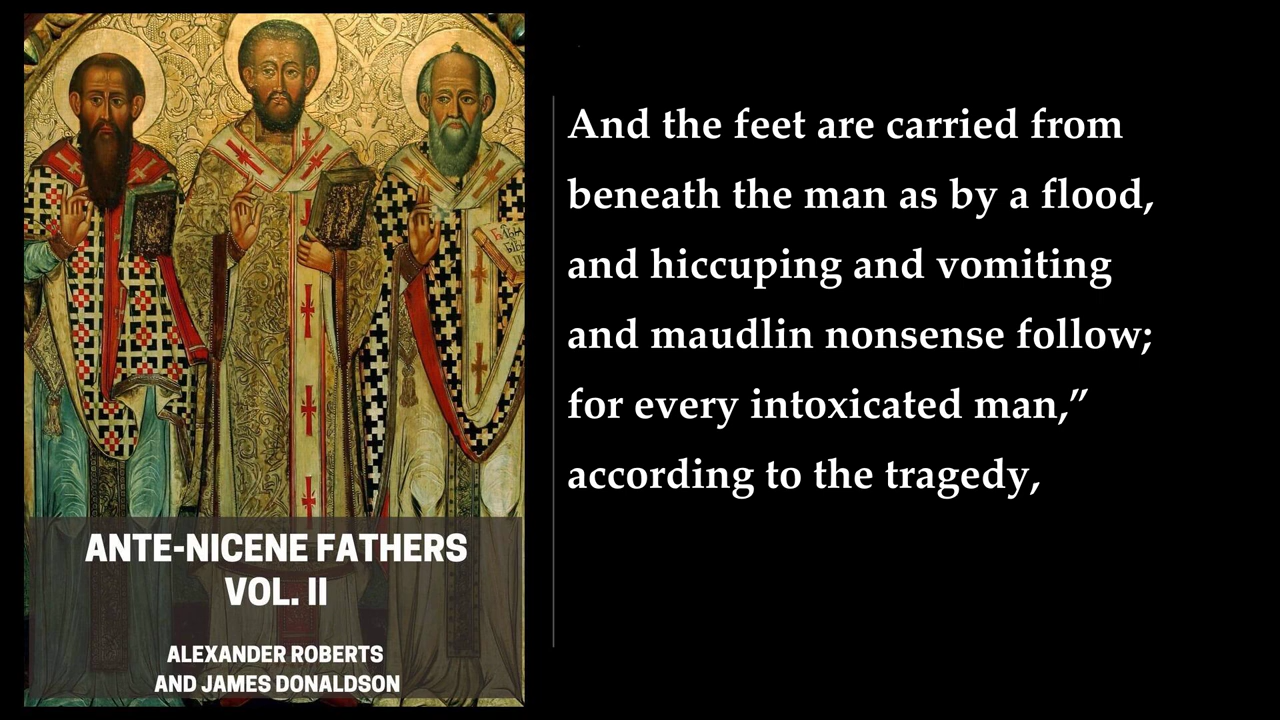 And the feet are carried from
beneath the man as by a flood,
and hiccuping and vomiting
and maudlin nonsense follow;
for every intoxicated man,”
according to the tragedy,
ANTE-NICENE FATHERS
VOL. II
ALEXANDER ROBERTS
AND JAMES DONALDSON